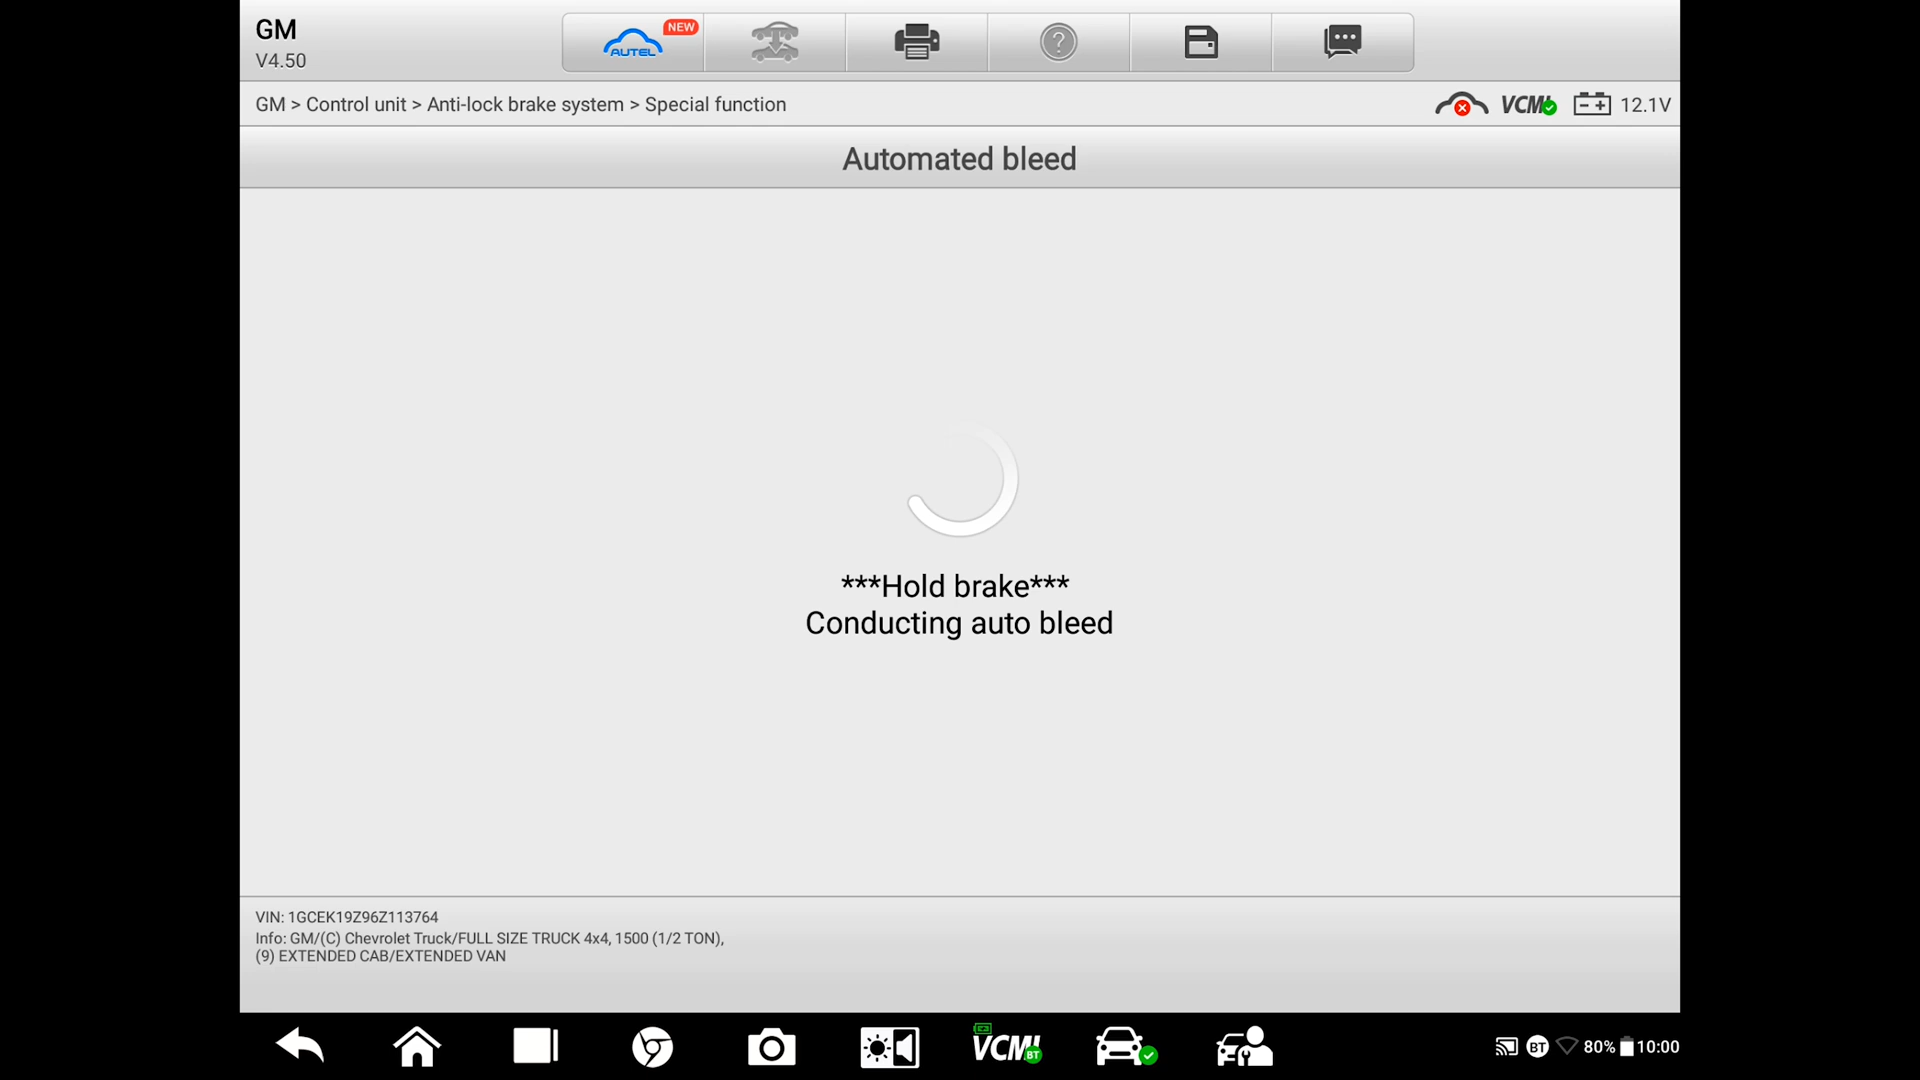 GM
V4.50
AUTEL
NEW
GM > Control unit > Anti-lock brake system > Special function
VCMI
12.1V
Automated bleed
***Hold brake***
Conducting auto bleed
VIN: 1GCEK19Z96Z113764
Info: GM/(C) Chevrolet Truck/FULL SIZE TRUCK 4x4, 1500 (1/2 TON),
(9) EXTENDED CAB/EXTENDED VAN
VCMI
BT
BT
80%
10:00